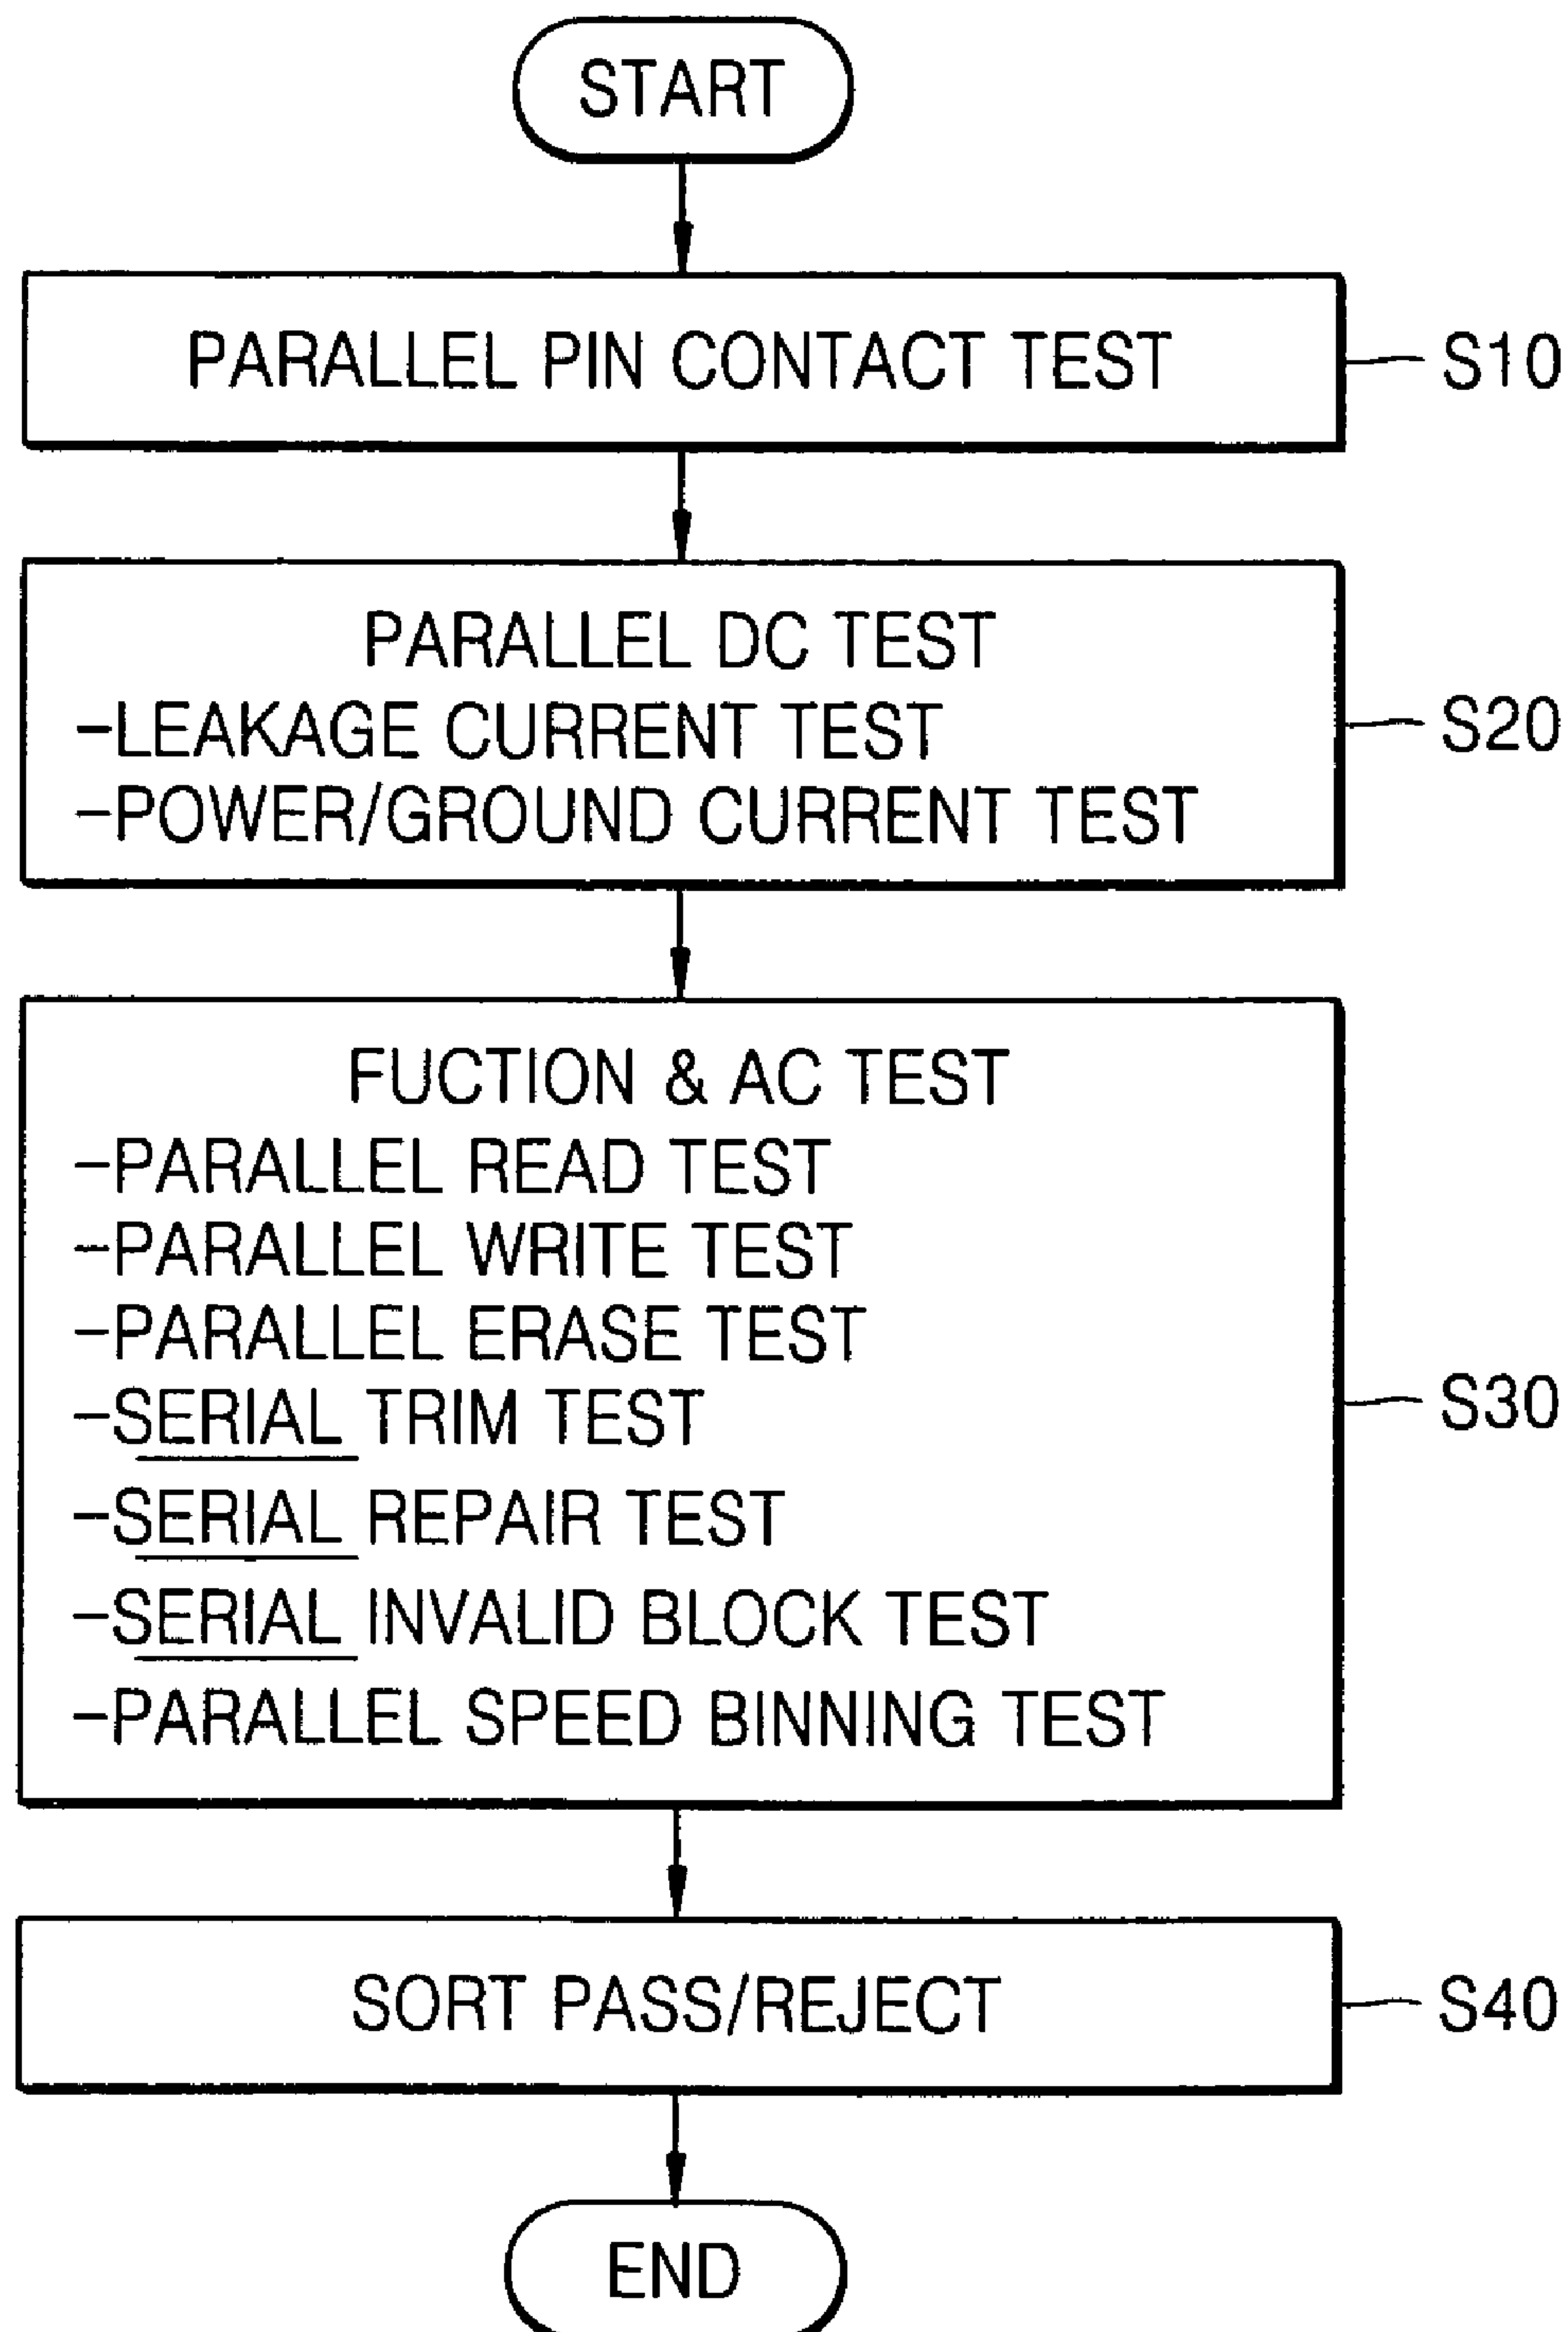 START
PARALLEL PIN CONTACT TEST
S10
PARALLEL DC TEST
-LEAKAGE CURRENT TEST
-POWER/GROUND CURRENT TEST
S20
FUCTION & AC TEST
-PARALLEL READ TEST
-PARALLEL WRITE TEST
-PARALLEL ERASE TEST
-SERIAL TRIM TEST
-SERIAL REPAIR TEST
-SERIAL INVALID BLOCK TEST
-PARALLEL SPEED BINNING TEST
S30
SORT PASS/REJECT
S40
END